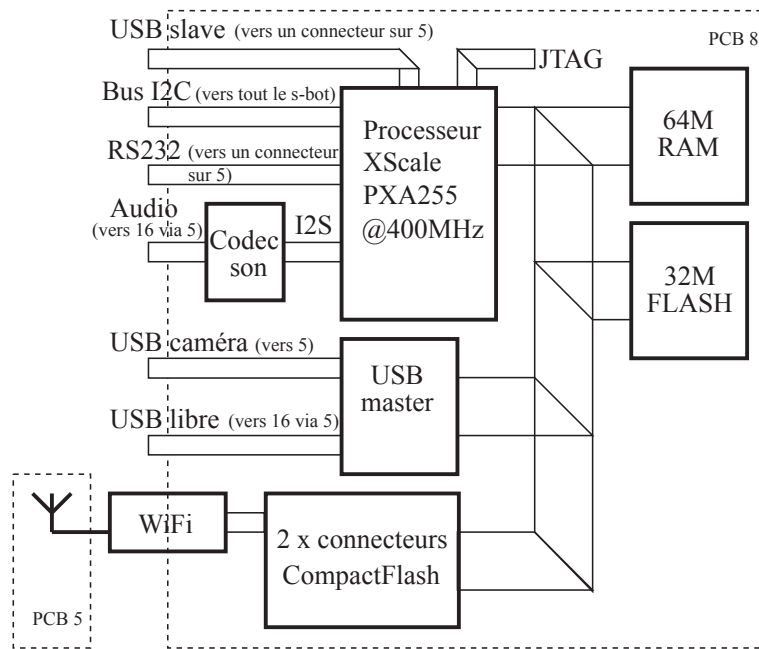 USB slave (vers un connecteur sur 5)
PCB 8
JTAG
Bus I2C (vers tout le s-bot)
RS232 (vers un connecteur
sur 5)
Audio
(vers 16 via 5)
Codec
son
I2S
Processeur
XScale
PXA255
@400MHz
64M
RAM
32M
FLASH
USB caméra (vers 5)
USB libre (vers 16 via 5)
USB
master
WiFi
2 x connecteurs
CompactFlash
PCB 5